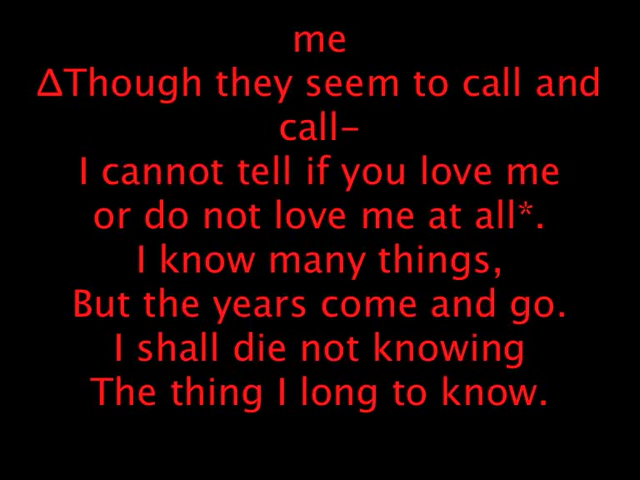 me
∆Though they seem to call and
call-
I cannot tell if you love me
or do not love me at all*.
I know many things,
But the years come and go.
I shall die not knowing
The thing I long to know.